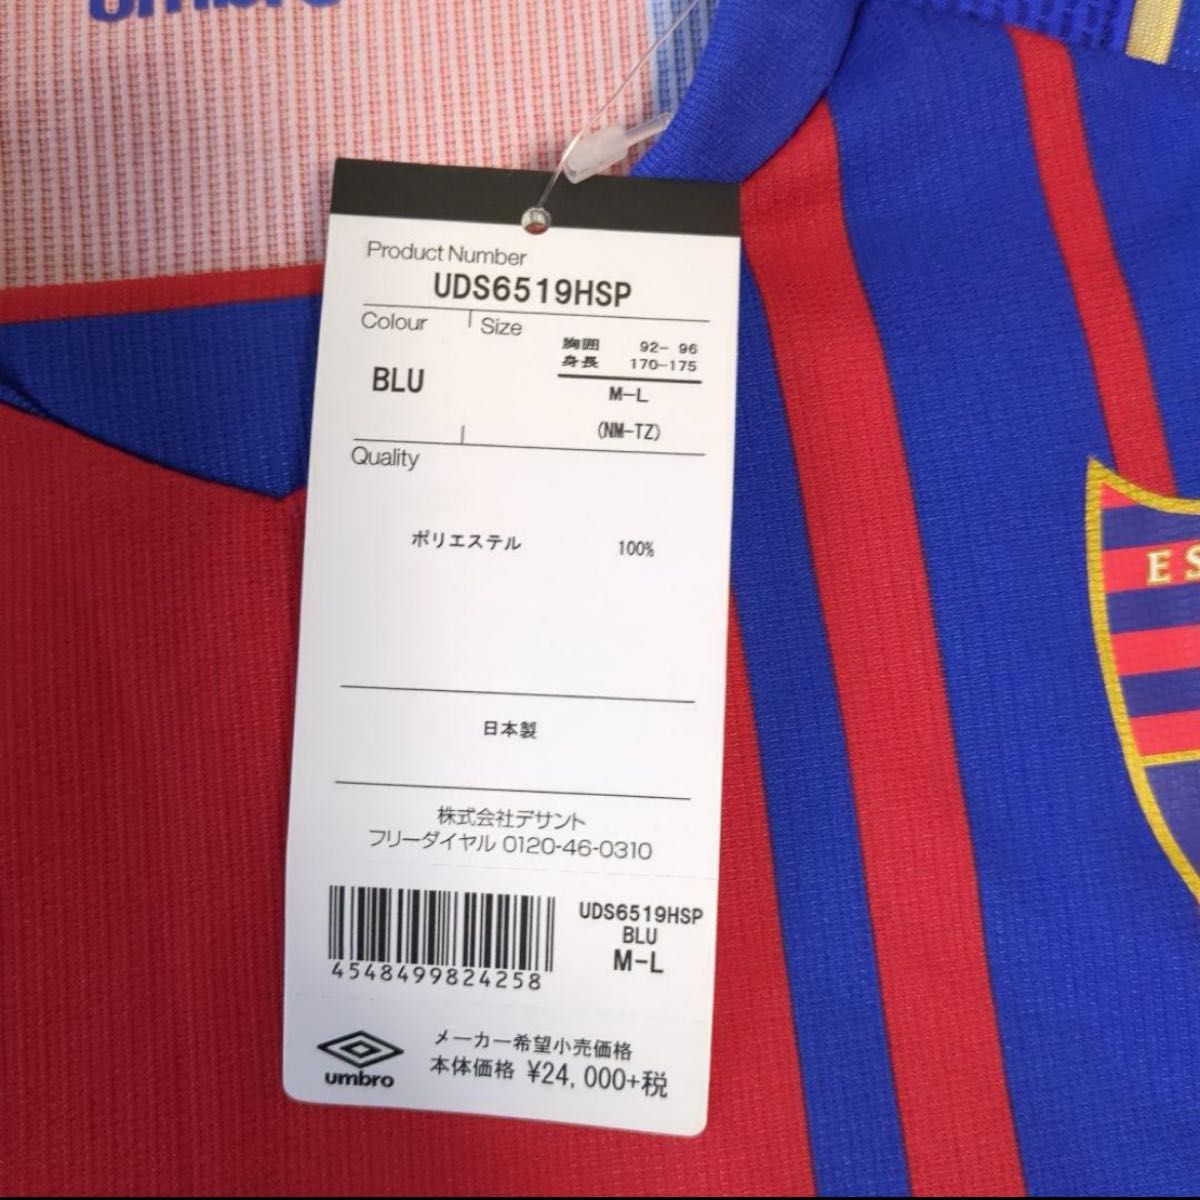 umbro
Product Number
UDS6519HSP
Colour Size
胸囲 92- 96
身長 170-175
BLU
M-L
(NM-TZ)
Quality
ポリエステル 100%
日本製
株式会社デサント
フリーダイヤル 0120-46-0310
UDS6519HSP
BLU
M-L
4548499824258
メーカー希望小売価格
本体価格 ¥24,000+税
umbro
ES